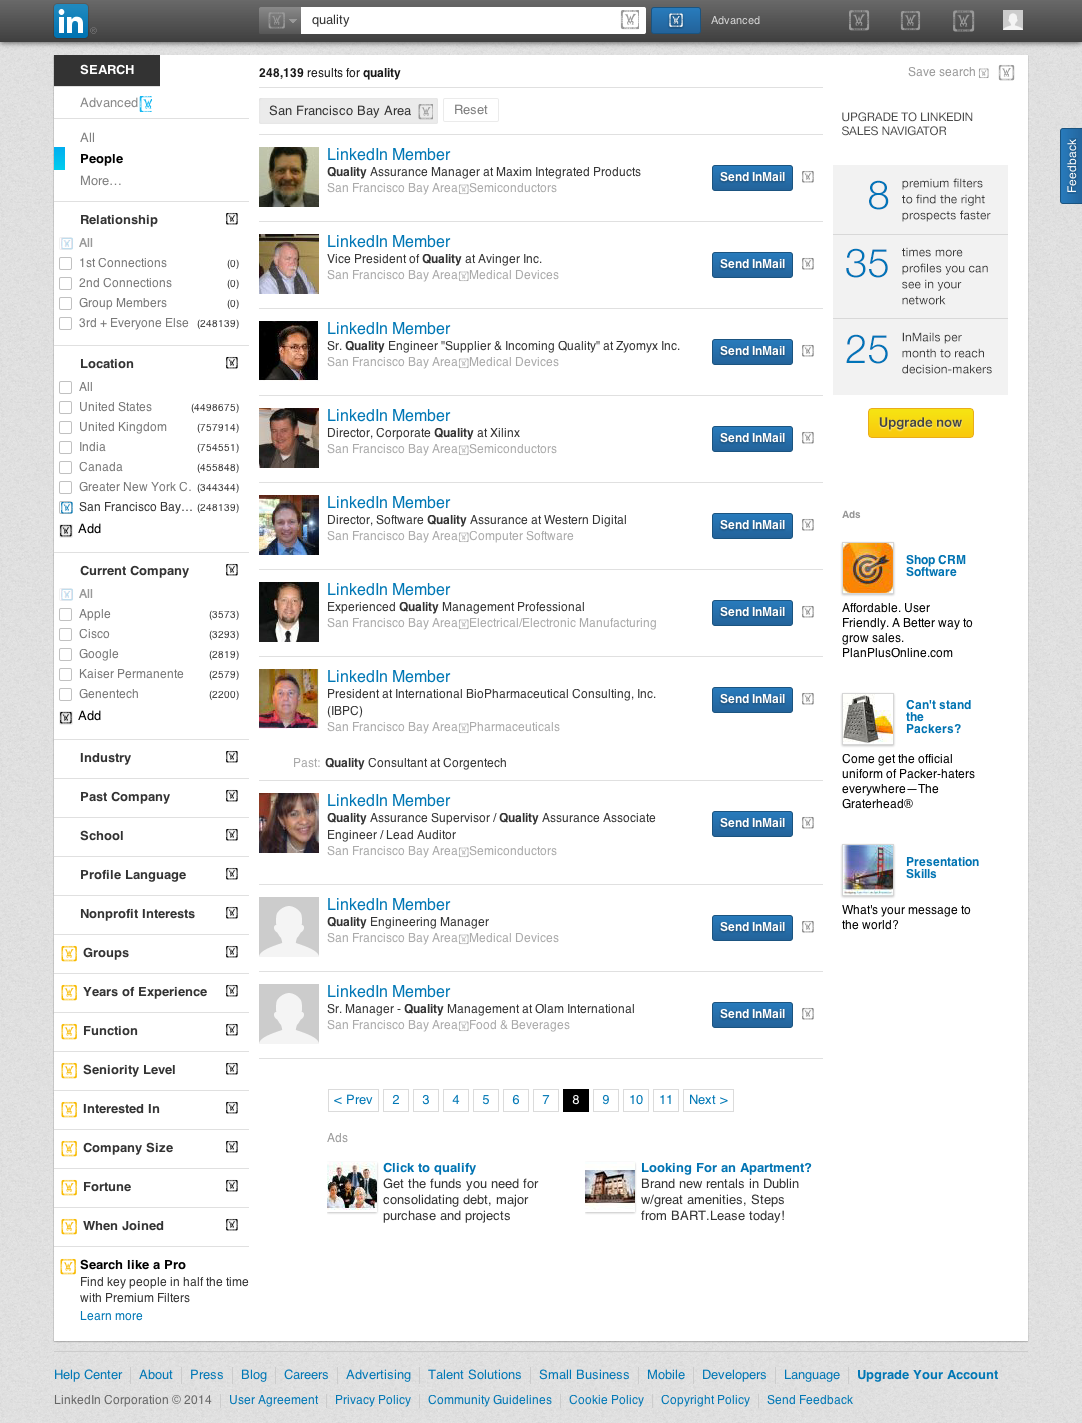 in
quality
Advanced
SEARCH
Advanced
All
People
More...
Relationship
All
1st Connections (0)
2nd Connections (0)
Group Members (0)
3rd + Everyone Else (248139)
Location
All
United States (4498675)
United Kingdom (757914)
India (754551)
Canada (455848)
Greater New York C. (344344)
San Francisco Bay... (248139)
Add
Current Company
All
Apple (3573)
Cisco (3293)
Google (2819)
Kaiser Permanente (2579)
Genentech (2200)
Add
Industry
Past Company
School
Profile Language
Nonprofit Interests
Groups
Years of Experience
Function
Seniority Level
Interested In
Company Size
Fortune
When Joined
Search like a Pro
Find key people in half the time
with Premium Filters
Learn more
248,139 results for quality
Save search
San Francisco Bay Area
Reset
LinkedIn Member
Quality Assurance Manager at Maxim Integrated Products
San Francisco Bay Area Semiconductors
Send InMail
LinkedIn Member
Vice President of Quality at Avinger Inc.
San Francisco Bay Area Medical Devices
Send InMail
LinkedIn Member
Sr. Quality Engineer "Supplier & Incoming Quality" at Zyomyx Inc.
San Francisco Bay Area Medical Devices
Send InMail
LinkedIn Member
Director, Corporate Quality at Xilinx
San Francisco Bay Area Semiconductors
Send InMail
LinkedIn Member
Director, Software Quality Assurance at Western Digital
San Francisco Bay Area Computer Software
Send InMail
LinkedIn Member
Experienced Quality Management Professional
San Francisco Bay Area Electrical/Electronic Manufacturing
Send InMail
LinkedIn Member
President at International BioPharmaceutical Consulting, Inc.
(IBPC)
San Francisco Bay Area Pharmaceuticals
Send InMail
Past: Quality Consultant at Corgentech
LinkedIn Member
Quality Assurance Supervisor / Quality Assurance Associate
Engineer / Lead Auditor
San Francisco Bay Area Semiconductors
Send InMail
LinkedIn Member
Quality Engineering Manager
San Francisco Bay Area Medical Devices
Send InMail
LinkedIn Member
Sr. Manager - Quality Management at Olam International
San Francisco Bay Area Food & Beverages
Send InMail
< Prev 2 3 4 5 6 7 8 9 10 11 Next >
Ads
Click to qualify
Get the funds you need for
consolidating debt, major
purchase and projects
Looking For an Apartment?
Brand new rentals in Dublin
w/great amenities, Steps
from BART.Lease today!
UPGRADE TO LINKEDIN
SALES NAVIGATOR
8
premium filters
to find the right
prospects faster
35
times more
profiles you can
see in your
network
25
InMails per
month to reach
decision-makers
Upgrade now
Ads
Shop CRM
Software
Affordable. User
Friendly. A Better way to
grow sales.
PlanPlusOnline.com
Can't stand
the
Packers?
Come get the official
uniform of Packer-haters
everywhere—The
Graterhead®
Presentation
Skills
What's your message to
the world?
Feedback
Help Center About Press Blog Careers Advertising Talent Solutions Small Business Mobile Developers Language Upgrade Your Account
LinkedIn Corporation © 2014 User Agreement Privacy Policy Community Guidelines Cookie Policy Copyright Policy Send Feedback